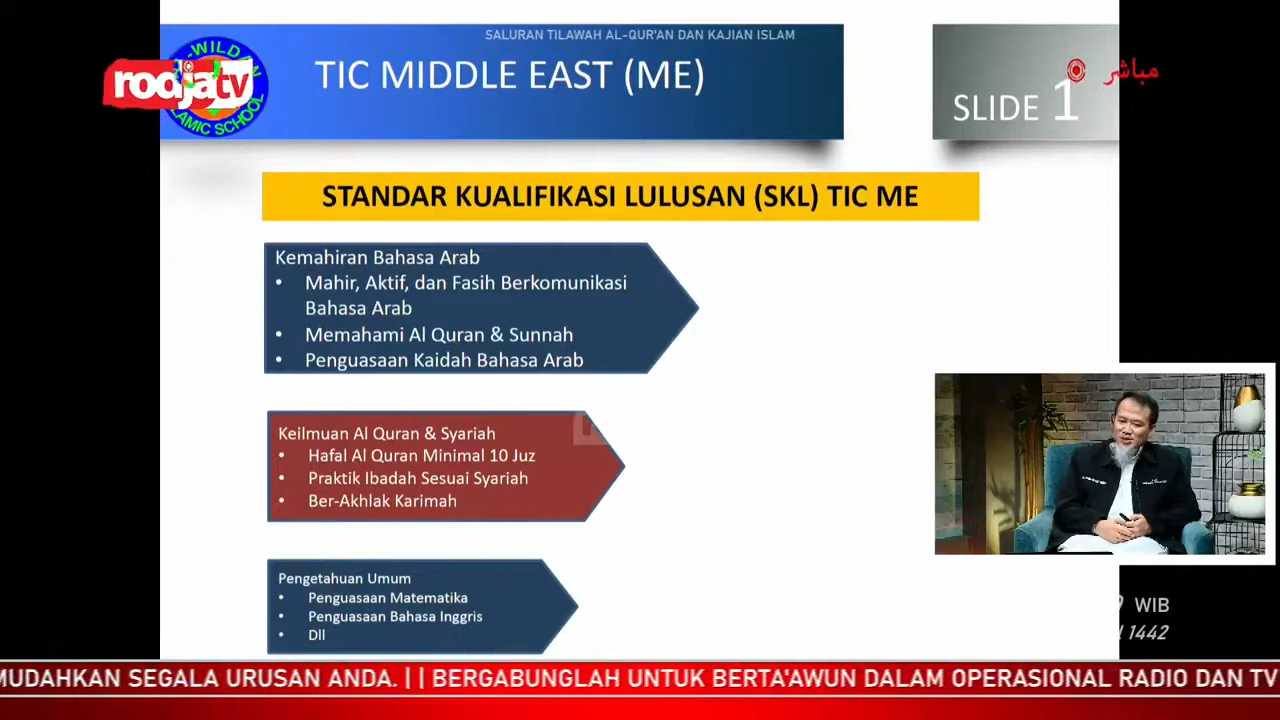 SALURAN TILAWAH AL-QUR'AN DAN KAJIAN ISLAM
rodjatv
-WILDAN
ISLAMIC SCHOOL
TIC MIDDLE EAST (ME)
SLIDE 1
مباشر
STANDAR KUALIFIKASI LULUSAN (SKL) TIC ME
Kemahiran Bahasa Arab
• Mahir, Aktif, dan Fasih Berkomunikasi
Bahasa Arab
• Memahami Al Quran & Sunnah
• Penguasaan Kaidah Bahasa Arab
Keilmuan Al Quran & Syariah
• Hafal Al Quran Minimal 10 Juz
• Praktik Ibadah Sesuai Syariah
• Ber-Akhlak Karimah
Pengetahuan Umum
• Penguasaan Matematika
• Penguasaan Bahasa Inggris
• Dll
WIB
1442
MUDAHKAN SEGALA URUSAN ANDA. || BERGABUNGLAH UNTUK BERTA'AWUN DALAM OPERASIONAL RADIO DAN TV